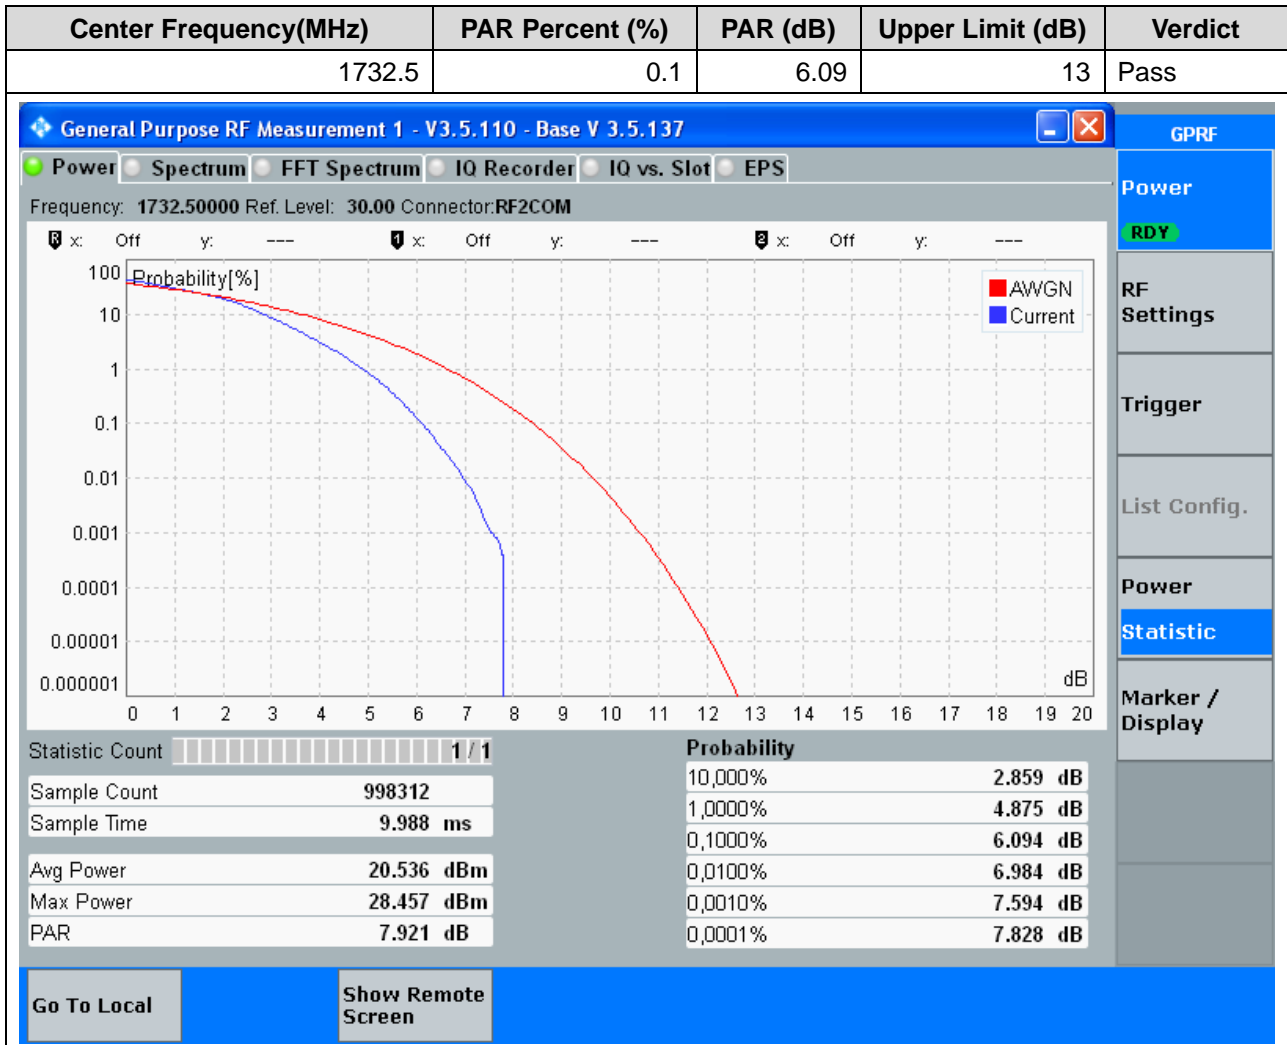 Center Frequency(MHz) PAR Percent (%) PAR (dB) Upper Limit (dB) Verdict
1732.5 0.1 6.09 13 Pass
General Purpose RF Measurement 1 - V3.5.110 - Base V 3.5.137
GPRF
Power Spectrum FFT Spectrum IQ Recorder IQ vs. Slot EPS
Power
RDY
Frequency: 1732.50000 Ref. Level: 30.00 Connector:RF2COM
R x: Off y: --- 1 x: Off y: --- 2 x: Off y: ---
Probability[%]
100
10
1
0.1
0.01
0.001
0.0001
0.00001
0.000001
AWGN
Current
dB
0 1 2 3 4 5 6 7 8 9 10 11 12 13 14 15 16 17 18 19 20
RF
Settings
Trigger
List Config.
Power
Statistic
Marker /
Display
Statistic Count 1 / 1
Sample Count 998312
Sample Time 9.988 ms
Avg Power 20.536 dBm
Max Power 28.457 dBm
PAR 7.921 dB
Probability
10,000% 2.859 dB
1,0000% 4.875 dB
0,1000% 6.094 dB
0,0100% 6.984 dB
0,0010% 7.594 dB
0,0001% 7.828 dB
Go To Local
Show Remote
Screen